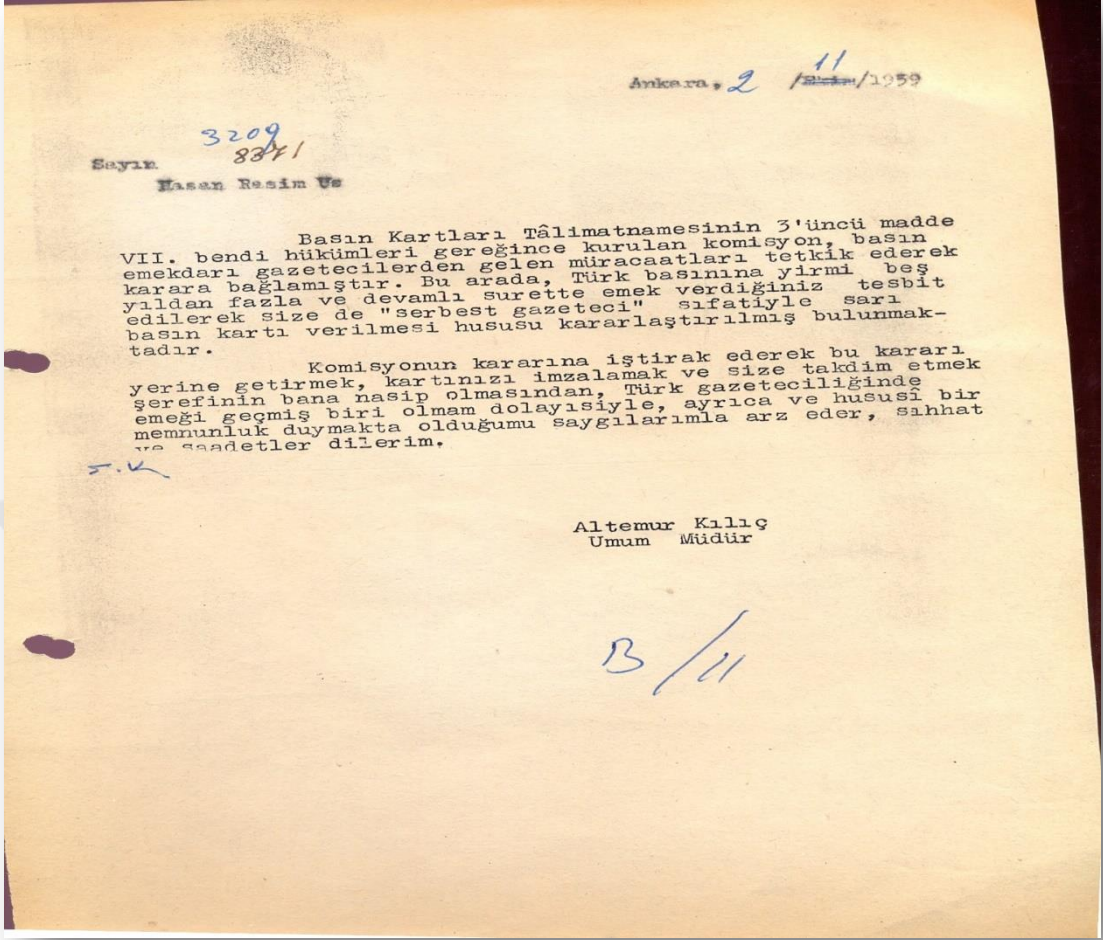 11
Ankara, 2 /Ekim/1959
3209
8371
Sayın
Hasan Rasim Us
Basın Kartları Tâlimatnamesinin 3'üncü madde
VII. bendi hükümleri gereğince kurulan komisyon, basın
emekdarı gazetecilerden gelen müracaatları tetkik ederek
karara bağlamıştır. Bu arada, Türk basınına yirmi beş
yıldan fazla ve devamlı surette emek verdiğiniz tesbit
edilerek size de "serbest gazeteci" sıfatiyle sarı
basın kartı verilmesi hususu kararlaştırılmış bulunmak-
tadır.
Komisyonun kararına iştirak ederek bu kararı
yerine getirmek, kartınızı imzalamak ve size takdim etmek
şerefinin bana nasip olmasından, Türk gazeteciliğinde
emeği geçmiş biri olmam dolayısiyle, ayrıca ve hususî bir
memnunluk duymakta olduğumu saygılarımla arz eder, sıhhat
ve saadetler dilerim.
Altemur Kılıç
Umum Müdür
B/11